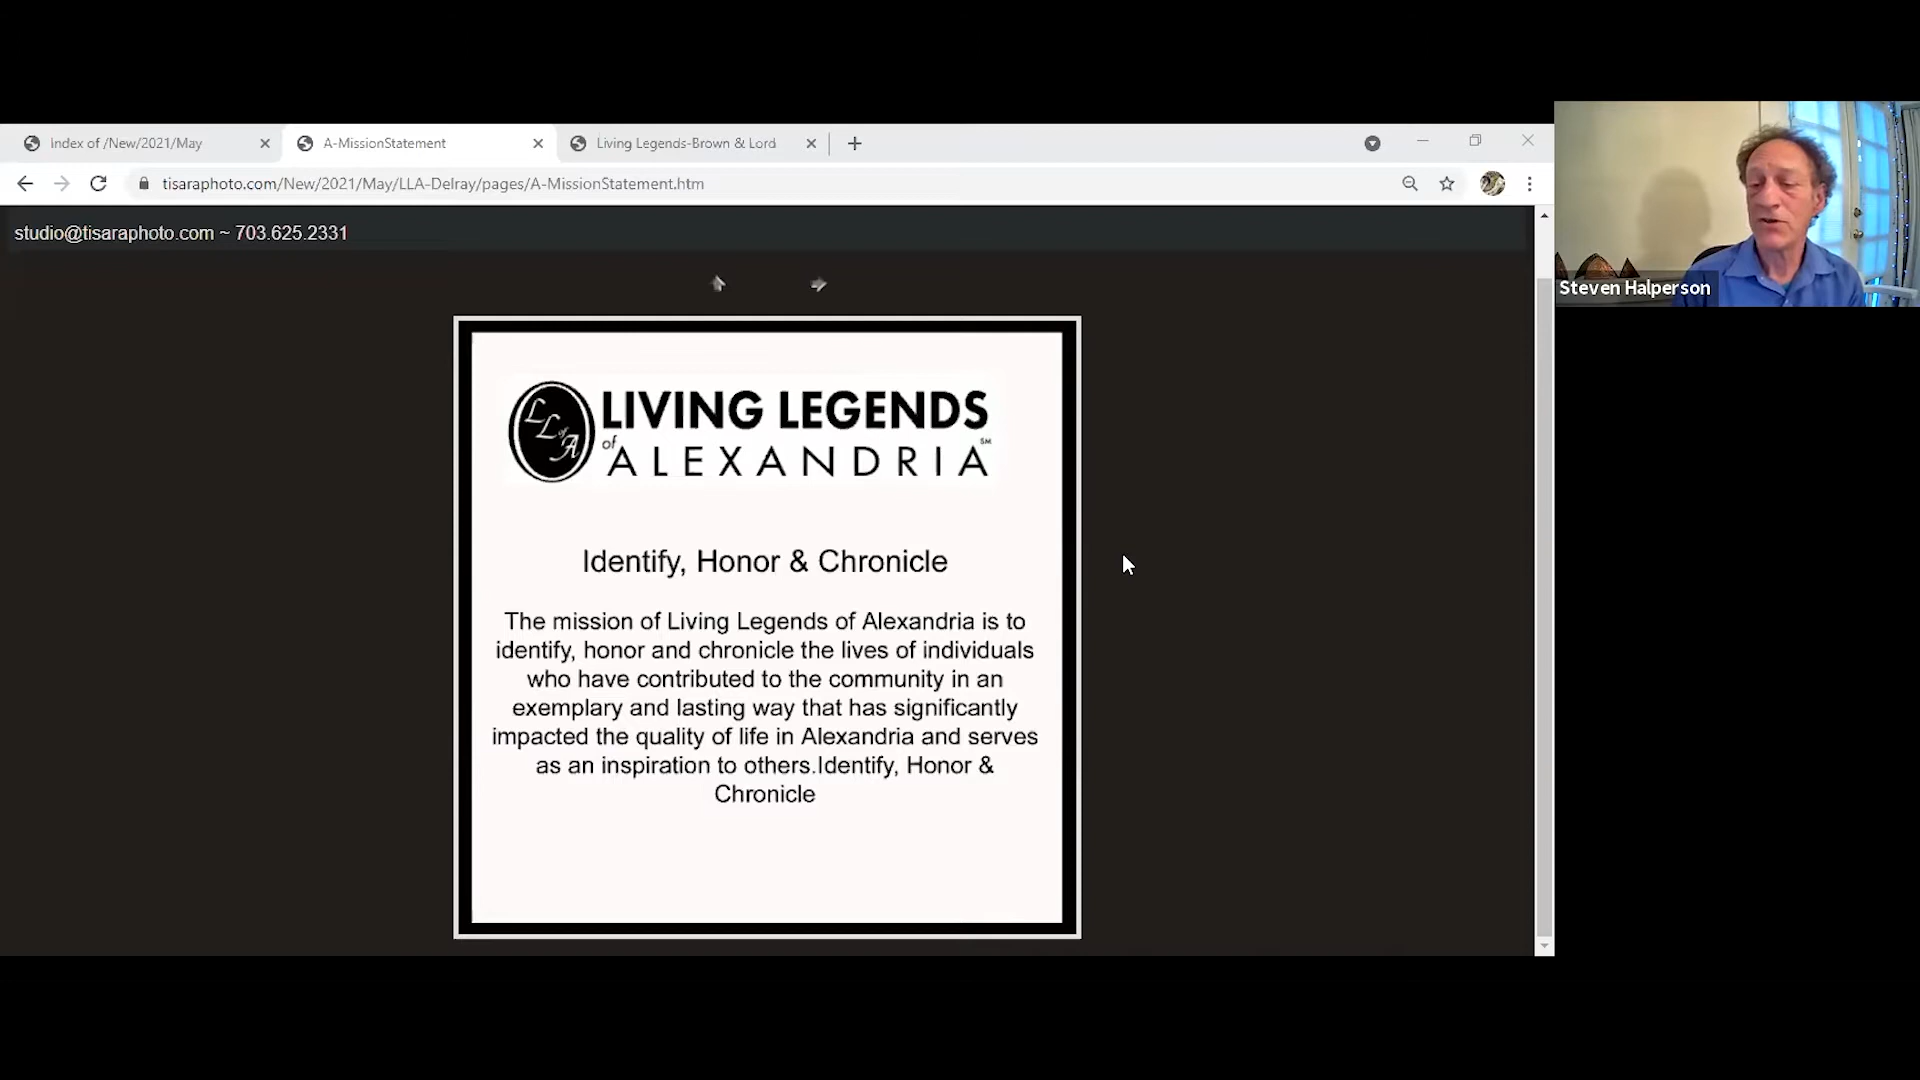 Index of /New/2021/May
A-MissionStatement
Living Legends-Brown & Lord
tisaraphoto.com/New/2021/May/LLA-Delray/pages/A-MissionStatement.htm
studio@tisaraphoto.com ~ 703.625.2331
Steven Halperson
LL of A
LIVING LEGENDS
of ALEXANDRIA SM
Identify, Honor & Chronicle
The mission of Living Legends of Alexandria is to
identify, honor and chronicle the lives of individuals
who have contributed to the community in an
exemplary and lasting way that has significantly
impacted the quality of life in Alexandria and serves
as an inspiration to others.Identify, Honor &
Chronicle